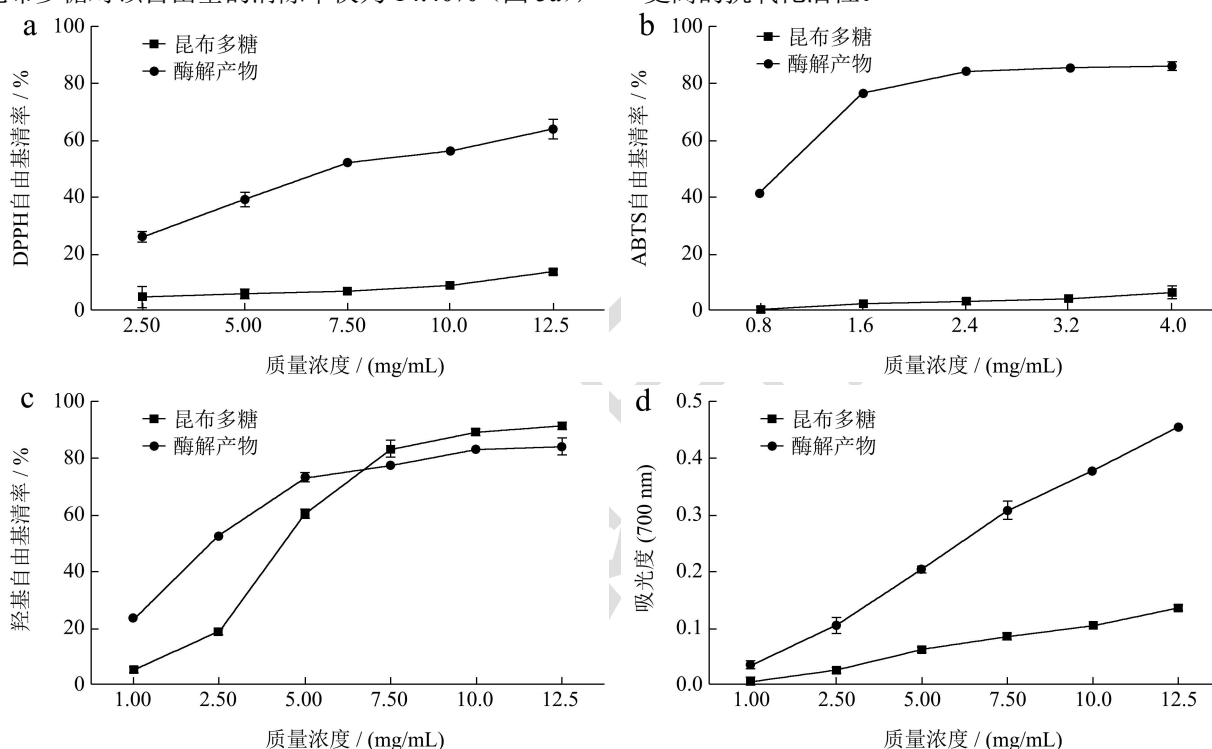 a
100
80
60
40
20
0
DPPH自由基清率 / %
昆布多糖
酶解产物
2.50 5.00 7.50 10.0 12.5
质量浓度 / (mg/mL)
b
100
80
60
40
20
0
ABTS自由基清率 / %
昆布多糖
酶解产物
0.8 1.6 2.4 3.2 4.0
质量浓度 / (mg/mL)
c
100
80
60
40
20
0
羟基自由基清率 / %
昆布多糖
酶解产物
1.00 2.50 5.00 7.50 10.0 12.5
质量浓度 / (mg/mL)
d
0.5
0.4
0.3
0.2
0.1
0.0
吸光度 (700 nm)
昆布多糖
酶解产物
1.00 2.50 5.00 7.50 10.0 12.5
质量浓度 / (mg/mL)